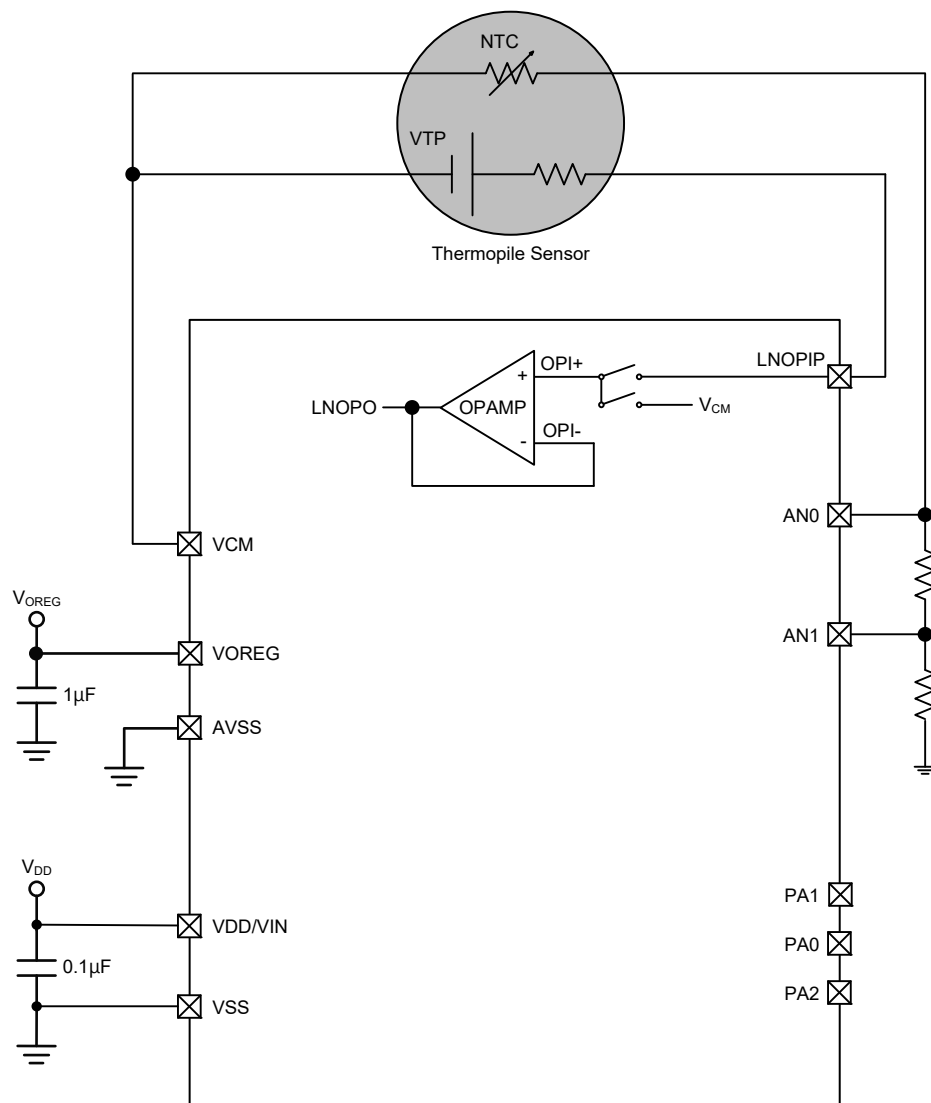 NTC
VTP
Thermopile Sensor
LNOPIP
OPI+
+
LNOPO
OPAMP
VCM
OPI-
-
AN0
VCM
VOREG
AN1
VOREG
1µF
AVSS
VDD
PA1
VDD/VIN
PA0
0.1µF
PA2
VSS